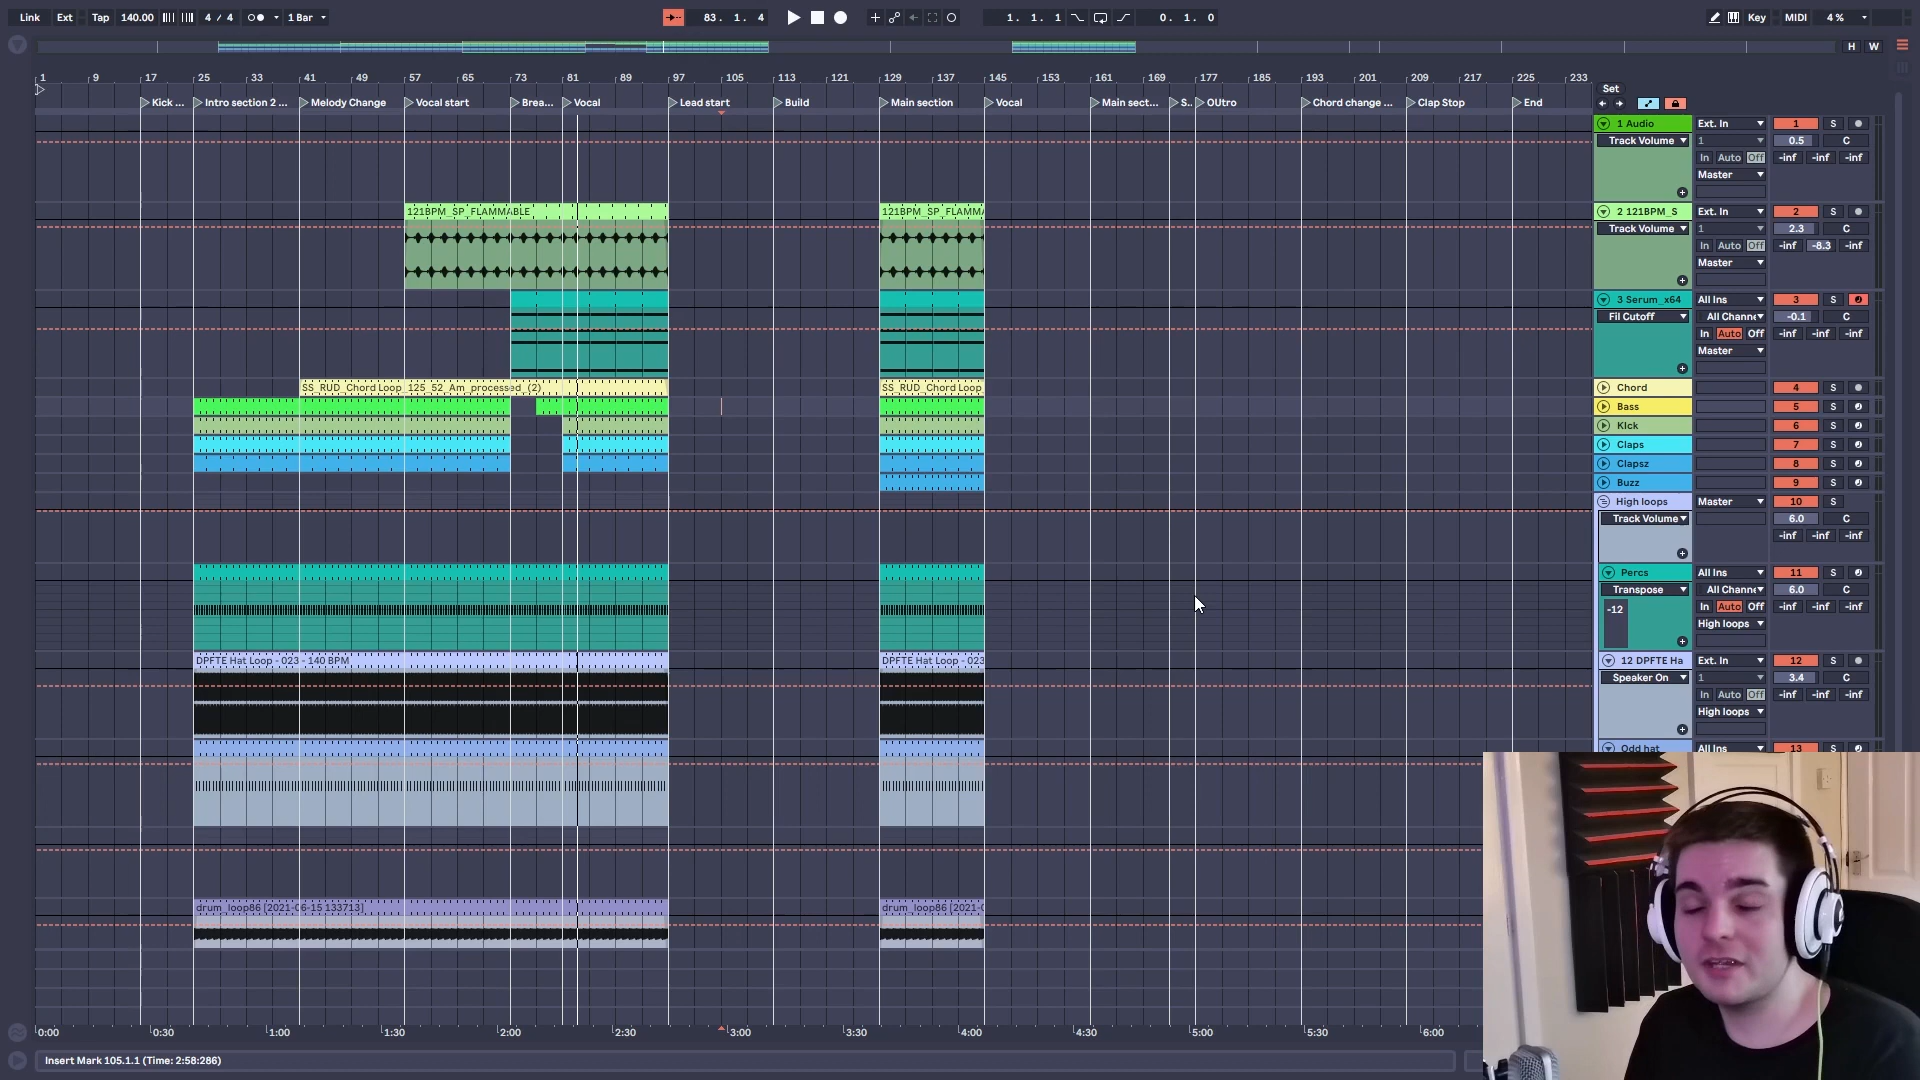 Link Ext Tap 140.00 4 / 4 1 Bar 83. 1. 4 1. 1. 1 0. 1. 0 Key MIDI 4 %
H W
1 9 17 25 33 41 49 57 65 73 81 89 97 105 113 121 129 137 145 153 161 169 177 185 193 201 209 217 225 233
Kick ... Intro section 2 ... Melody Change Vocal start Brea... Vocal Lead start Build Main section Vocal Main sect... S.. OUtro Chord change ... Clap Stop End
Set
1 Audio Ext. In 1 S
Track Volume 1 0.5 C
In Auto Off -inf -inf -inf
Master
121BPM_SP_FLAMMABLE 121BPM_SP_FLAMMA 2 121BPM_S Ext. In 2 S
Track Volume 1 2.3 C
In Auto Off -inf -8.3 -inf
Master
3 Serum_x64 All Ins 3 S
Fil Cutoff All Channe -0.1 C
In Auto Off -inf -inf -inf
Master
SS_RUD_Chord Loop_125_52_Am_processed_(2) SS_RUD_Chord Loop Chord 4 S
Bass 5 S
KIck 6 S
Claps 7 S
Clapsz 8 S
Buzz 9 S
High loops Master 10 S
Track Volume 6.0 C
-inf -inf -inf
Percs All Ins 11 S
Transpose All Channe 6.0 C
-12 In Auto Off -inf -inf -inf
High loops
DPFTE Hat Loop - 023 - 140 BPM DPFTE Hat Loop - 023 12 DPFTE Ha Ext. In 12 S
Speaker On 1 3.4 C
In Auto Off -inf -inf -inf
High loops
Odd hat All Ins 13 S
drum_loop86 [2021-06-15 133713] drum_loop86 [2021-0
0:00 0:30 1:00 1:30 2:00 2:30 3:00 3:30 4:00 4:30 5:00 5:30 6:00
Insert Mark 105.1.1 (Time: 2:58:286)